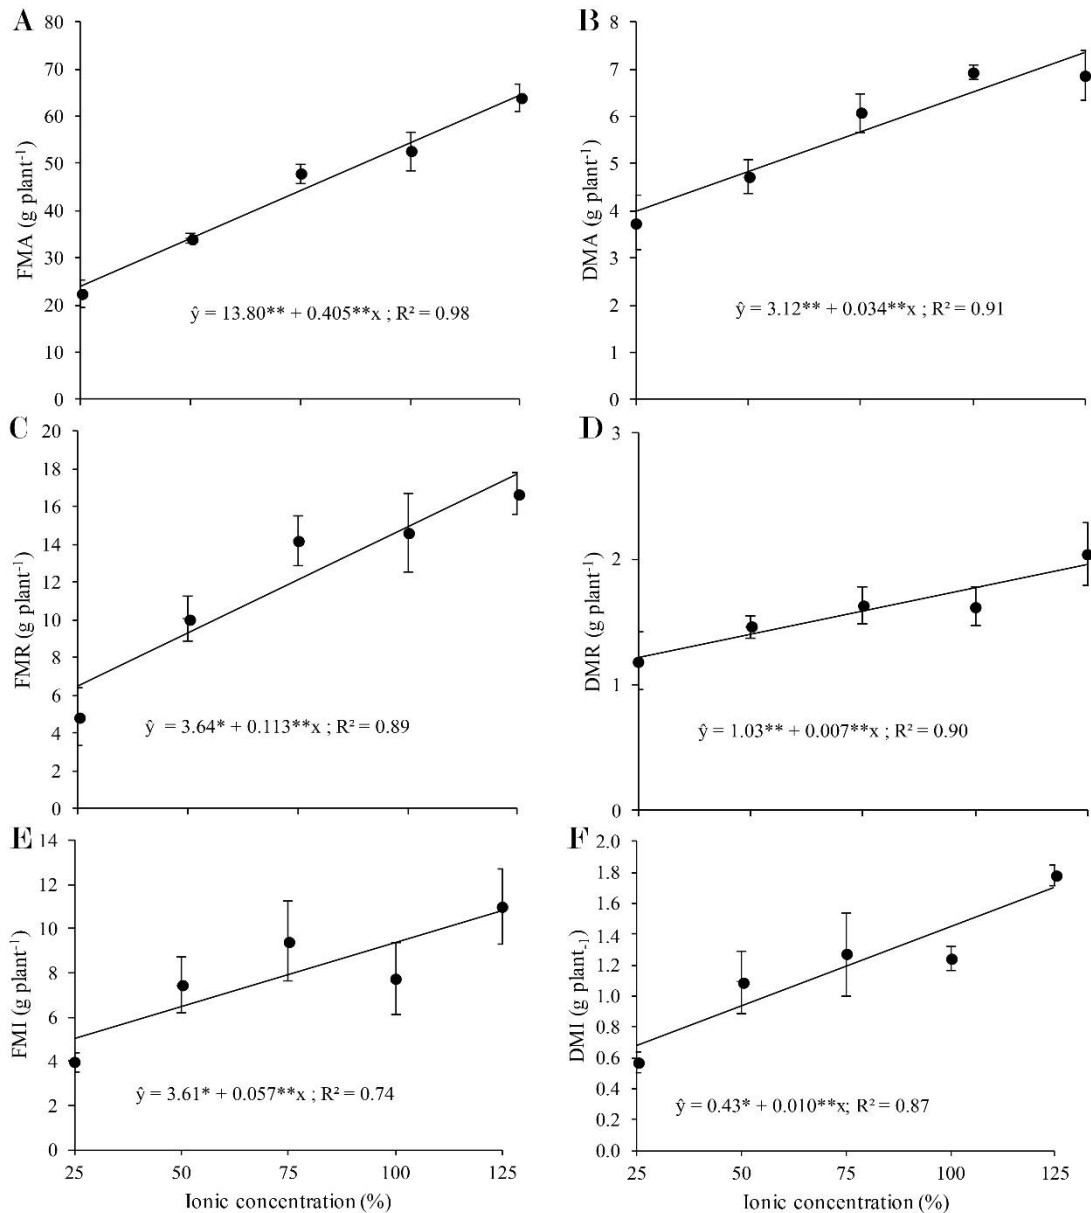 A
80
70
60
50
40
30
20
10
0
FMA (g plant⁻¹)
ŷ = 13.80** + 0.405**x ; R² = 0.98
B
8
7
6
5
4
3
2
1
0
DMA (g plant⁻¹)
ŷ = 3.12** + 0.034**x ; R² = 0.91
C
20
18
16
14
12
10
8
6
4
2
0
FMR (g plant⁻¹)
ŷ = 3.64* + 0.113**x ; R² = 0.89
D
3
2
1
0
DMR (g plant⁻¹)
ŷ = 1.03** + 0.007**x ; R² = 0.90
E
14
12
10
8
6
4
2
0
FMI (g plant⁻¹)
ŷ = 3.61* + 0.057**x ; R² = 0.74
25 50 75 100 125
Ionic concentration (%)
F
2.0
1.8
1.6
1.4
1.2
1.0
0.8
0.6
0.4
0.2
0.0
DMI (g plant₋₁)
ŷ = 0.43* + 0.010**x; R² = 0.87
25 50 75 100 125
Ionic concentration (%)